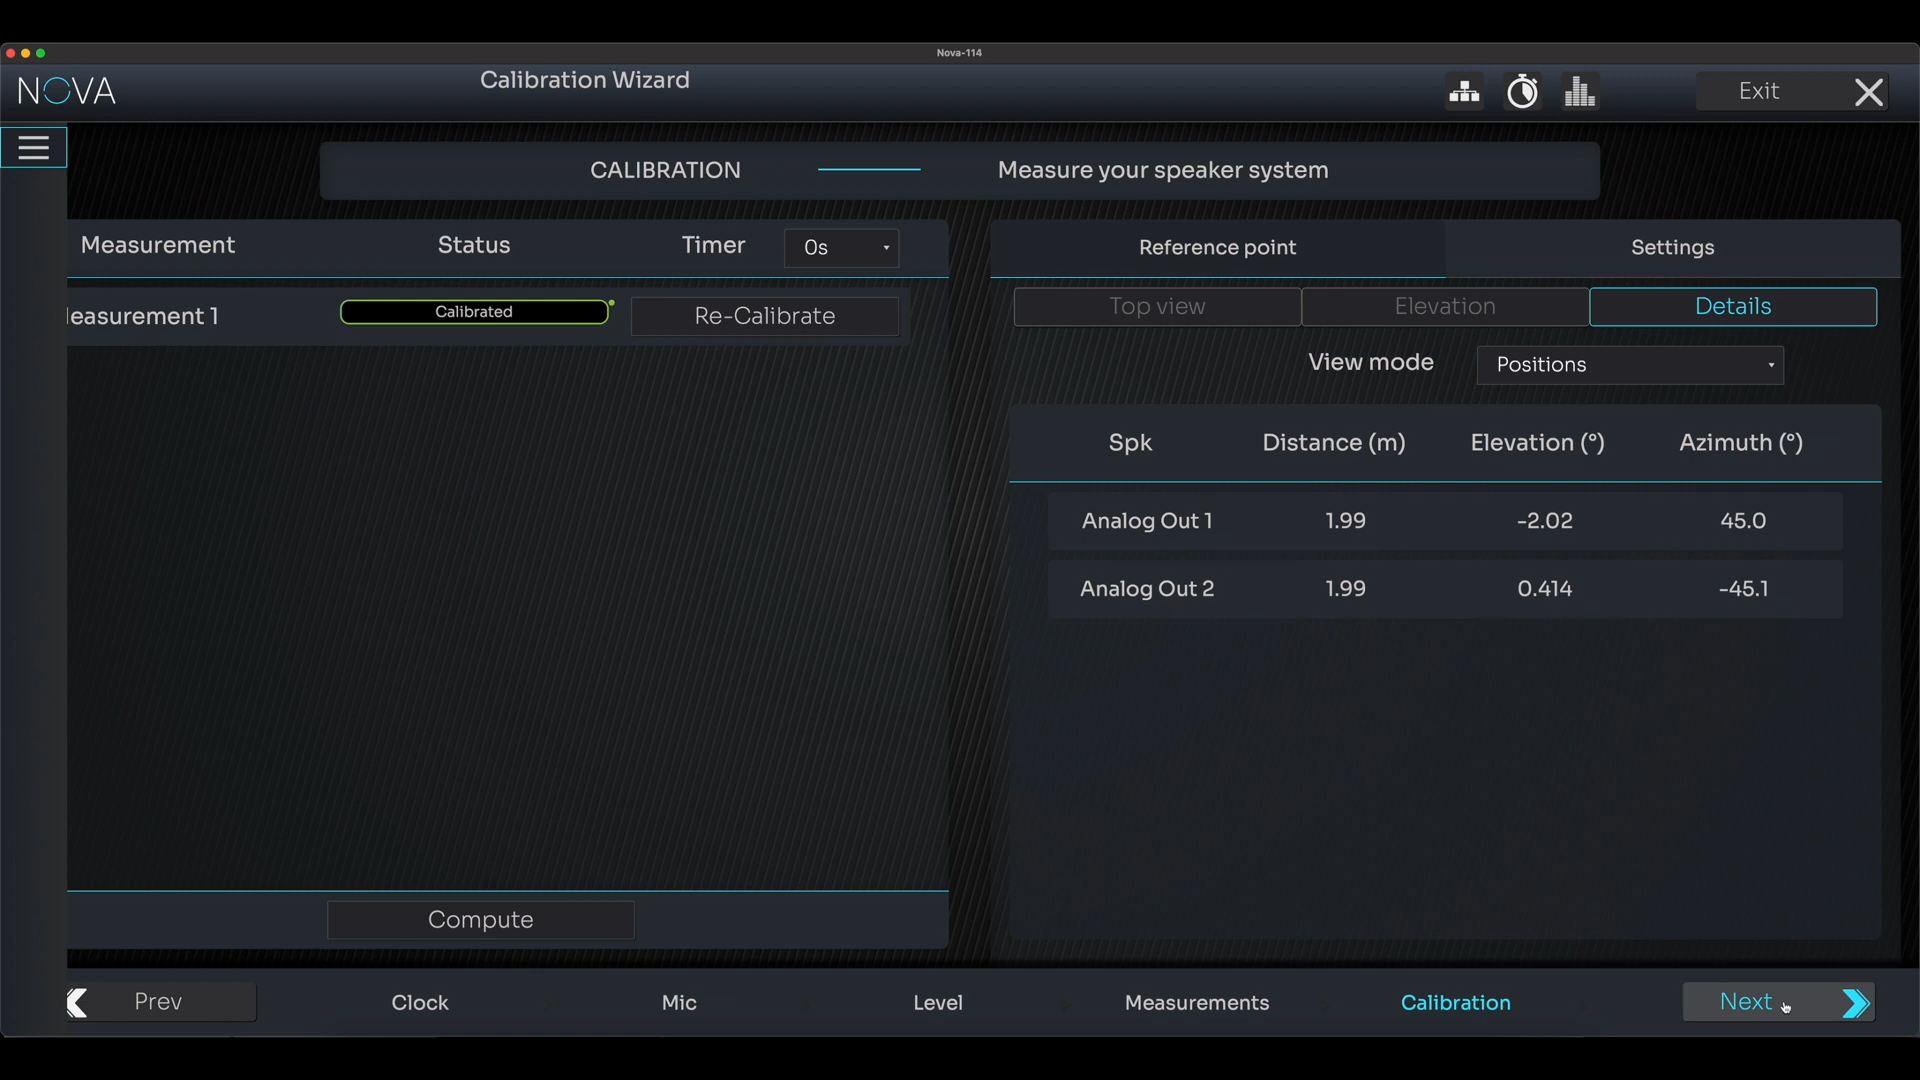 Nova-114
NOVA
Calibration Wizard
Exit
CALIBRATION
Measure your speaker system
Measurement
Status
Timer
0s
easurement 1
Calibrated
Re-Calibrate
Compute
Reference point
Settings
Top view
Elevation
Details
View mode
Positions
Spk
Distance (m)
Elevation (°)
Azimuth (°)
Analog Out 1
1.99
-2.02
45.0
Analog Out 2
1.99
0.414
-45.1
Prev
Clock
Mic
Level
Measurements
Calibration
Next